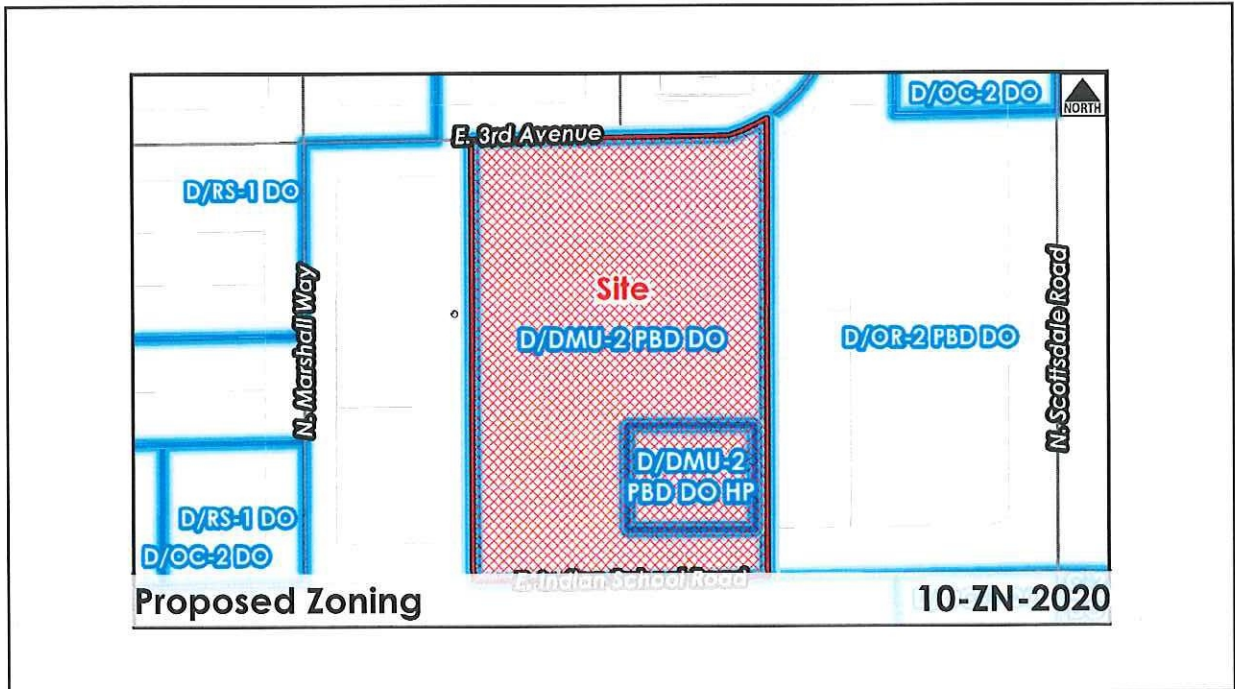 D/OC-2 DO
NORTH
E. 3rd Avenue
D/RS-1 DO
Site
N. Marshall Way
D/DMU-2 PBD DO
D/OR-2 PBD DO
N. Scottsdale Road
D/DMU-2
PBD DO HP
D/RS-1 DO
D/OC-2 DO
E. Indian School Road
Proposed Zoning
10-ZN-2020